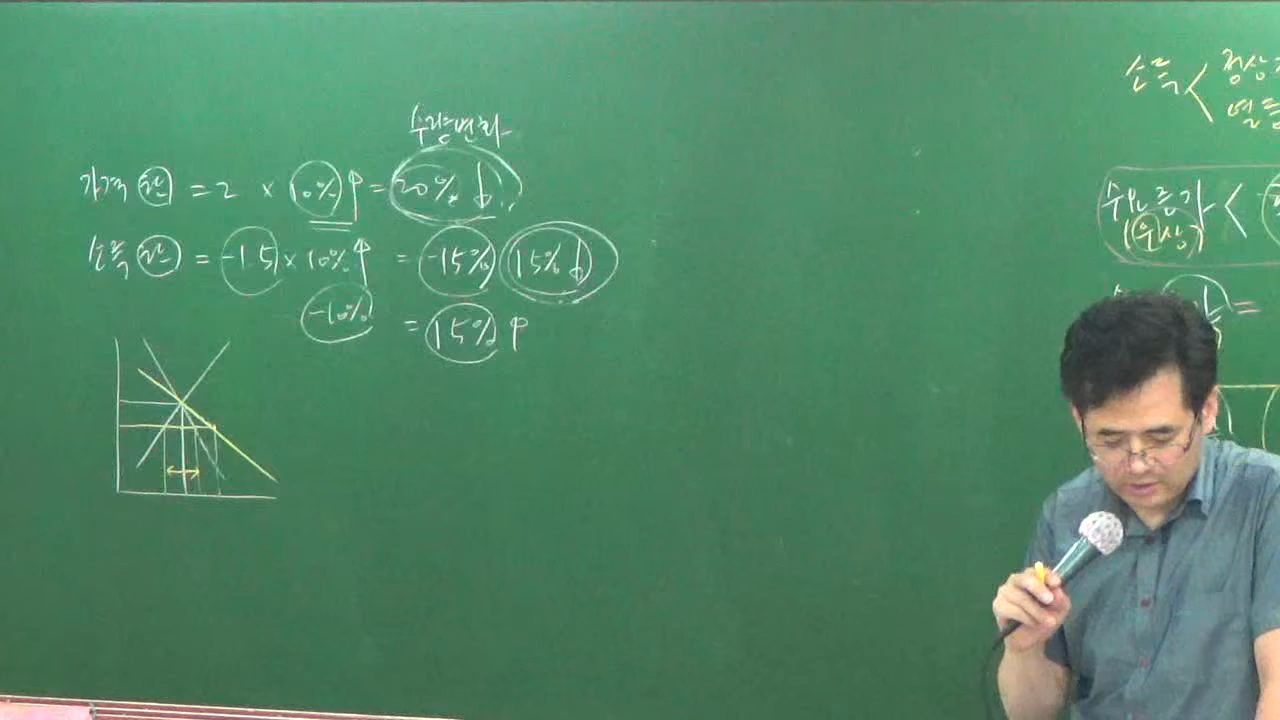 수량변화
가격 탄 = 2 × 10%↑ = 20%↓
소득 탄 = -1.5 × 10%↑ = -15% 15%↓
-10% = 15%↑
소득 < 정상
열등
수요증가 <
(우상)
=